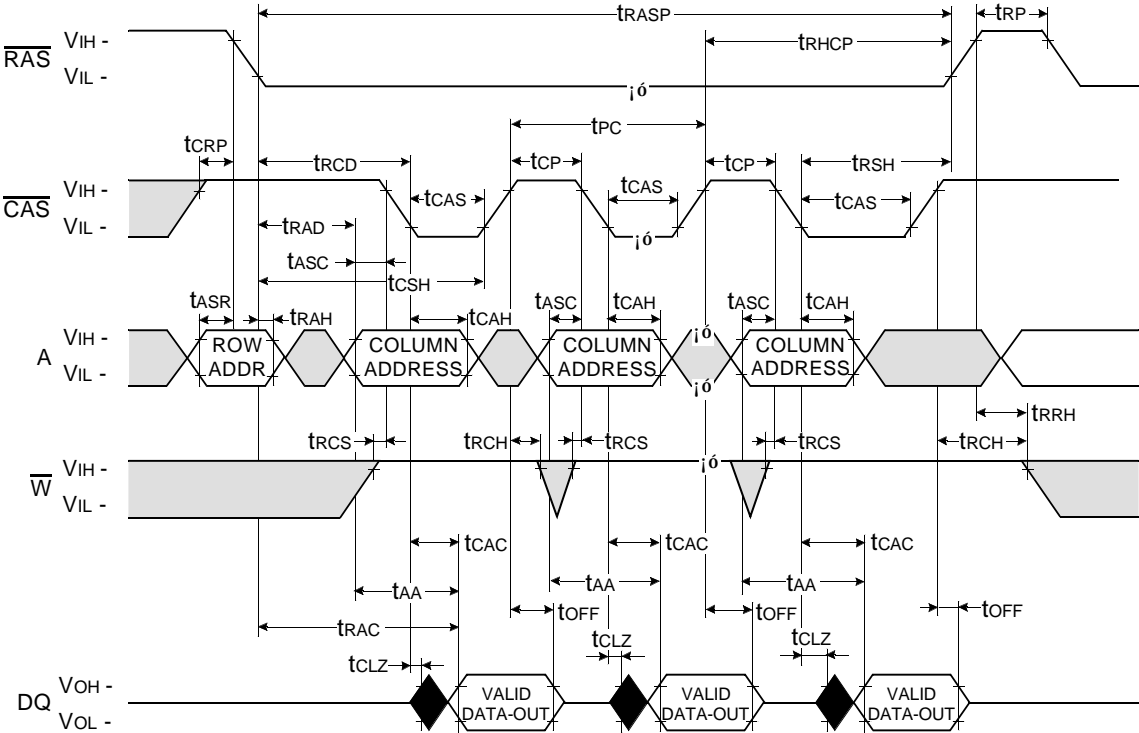 tRASP
tRP
tRHCP
RAS
VIH -
VIL -
¡ó
tPC
tCRP
tRCD
tCP
tCP
tRSH
CAS
VIH -
VIL -
tCAS
tCAS
tCAS
¡ó
tRAD
tASC
tCSH
tASR
tRAH
tCAH
tASC
tCAH
tASC
tCAH
A
VIH -
VIL -
ROW
ADDR.
COLUMN
ADDRESS
COLUMN
ADDRESS
¡ó
¡ó
COLUMN
ADDRESS
tRRH
tRCS
tRCH
tRCS
tRCS
tRCH
W
VIH -
VIL -
¡ó
tCAC
tCAC
tCAC
tAA
tAA
tAA
tOFF
tOFF
tOFF
tRAC
tCLZ
tCLZ
tCLZ
DQ
VOH -
VOL -
VALID
DATA-OUT
VALID
DATA-OUT
VALID
DATA-OUT